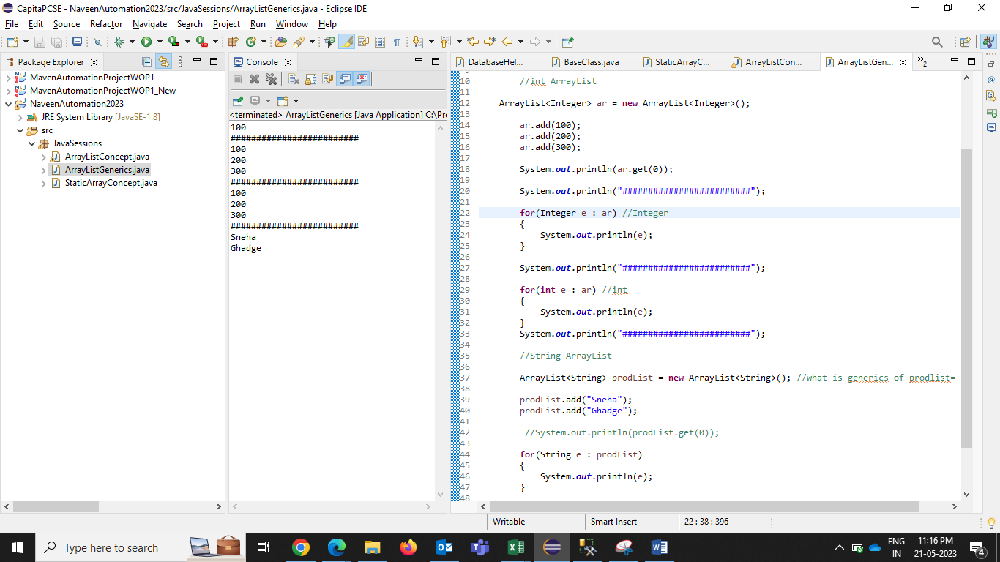 CapitaPCSE - NaveenAutomation2023/src/JavaSessions/ArrayListGenerics.java - Eclipse IDE
File Edit Source Refactor Navigate Search Project Run Window Help
Package Explorer
MavenAutomationProjectWOP1
MavenAutomationProjectWOP1_New
NaveenAutomation2023
JRE System Library [JavaSE-1.8]
src
JavaSessions
ArrayListConcept.java
ArrayListGenerics.java
StaticArrayConcept.java
Console
<terminated> ArrayListGenerics [Java Application] C:\Pr
100
#########################
100
200
300
#########################
100
200
300
#########################
Sneha
Ghadge
DatabaseHel... BaseClass.java StaticArrayC... ArrayListCon... ArrayListGen... »2
10 //int ArrayList
11
12 ArrayList<Integer> ar = new ArrayList<Integer>();
13
14 ar.add(100);
15 ar.add(200);
16 ar.add(300);
17
18 System.out.println(ar.get(0));
19
20 System.out.println("#########################");
21
22 for(Integer e : ar) //Integer
23 {
24 System.out.println(e);
25 }
26
27 System.out.println("#########################");
28
29 for(int e : ar) //int
30 {
31 System.out.println(e);
32 }
33 System.out.println("#########################");
34
35 //String ArrayList
36
37 ArrayList<String> prodList = new ArrayList<String>(); //what is generics of prodlist=
38
39 prodList.add("Sneha");
40 prodList.add("Ghadge");
41
42 //System.out.println(prodList.get(0));
43
44 for(String e : prodList)
45 {
46 System.out.println(e);
47 }
48
Writable Smart Insert 22 : 38 : 396
Type here to search
ENG
IN
11:16 PM
21-05-2023
4